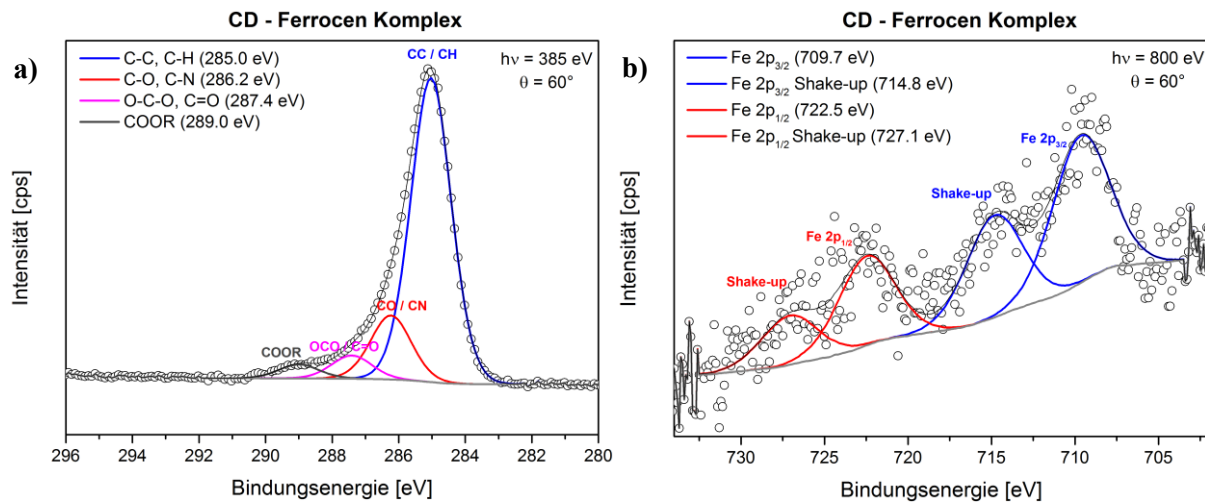 a)
CD - Ferrocen Komplex
C-C, C-H (285.0 eV)
C-O, C-N (286.2 eV)
O-C-O, C=O (287.4 eV)
COOR (289.0 eV)
CC / CH
hν = 385 eV
θ = 60°
CO / CN
OCO, C=O
COOR
Intensität [cps]
296 294 292 290 288 286 284 282 280
Bindungsenergie [eV]
b)
CD - Ferrocen Komplex
Fe 2p3/2 (709.7 eV)
Fe 2p3/2 Shake-up (714.8 eV)
Fe 2p1/2 (722.5 eV)
Fe 2p1/2 Shake-up (727.1 eV)
hν = 800 eV
θ = 60°
Fe 2p3/2
Shake-up
Fe 2p1/2
Shake-up
Intensität [cps]
730 725 720 715 710 705
Bindungsenergie [eV]